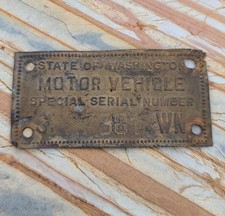 STATE OF WASHINGTON
MOTOR VEHICLE
SPECIAL SERIAL NUMBER
WN